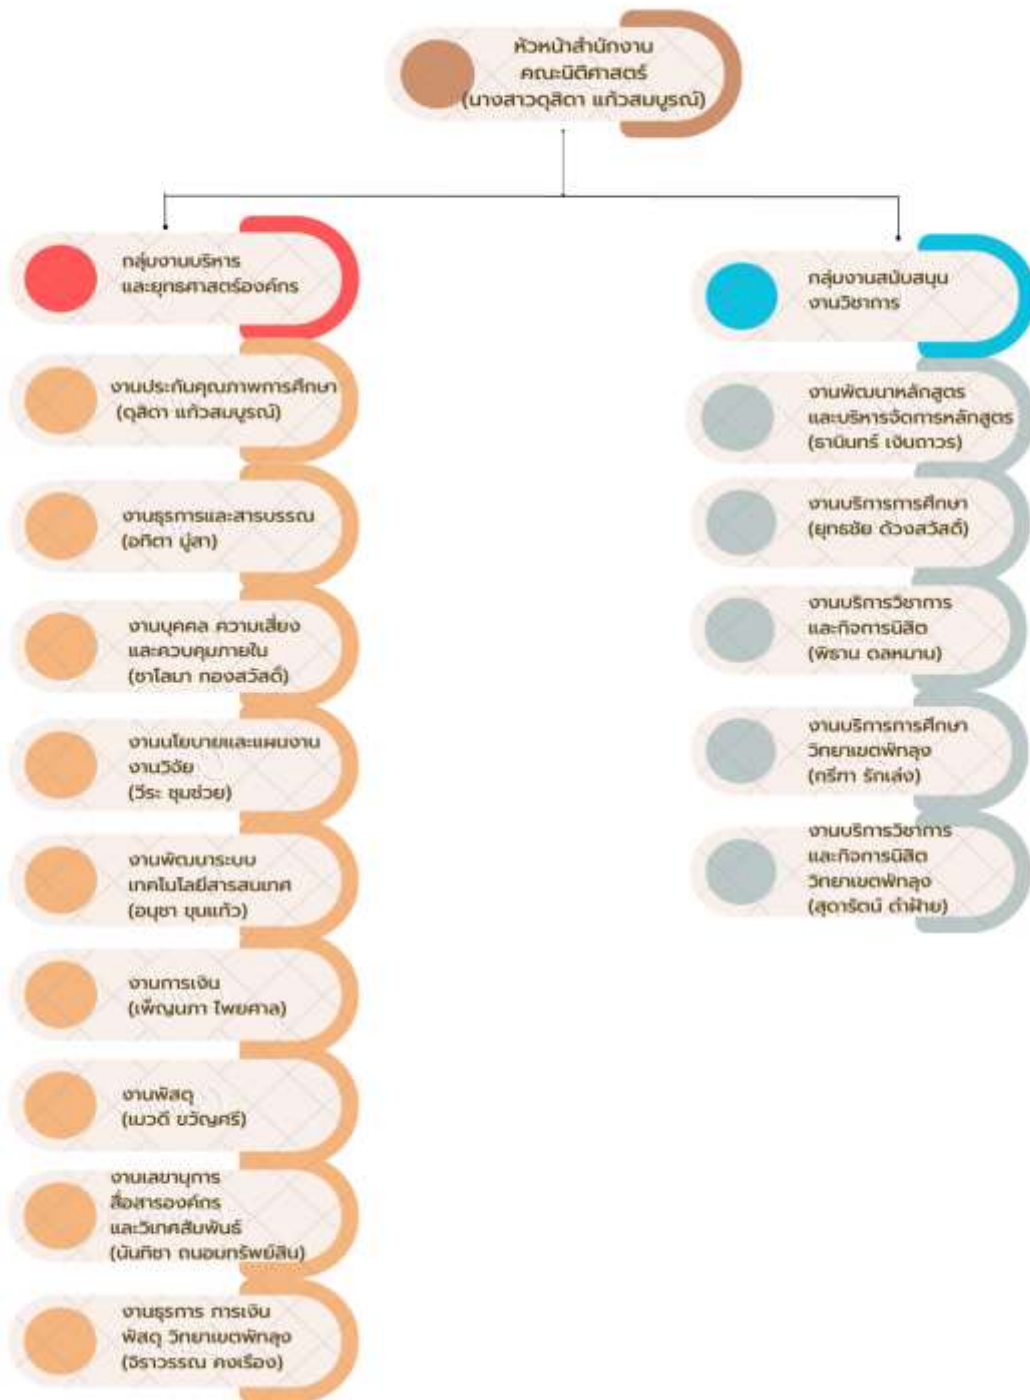 หัวหน้าสำนักงาน
คณะนิติศาสตร์
(นางสาวดุสิดา แก้วสมบูรณ์)
กลุ่มงานบริหาร
และยุทธศาสตร์องค์กร
งานประกันคุณภาพการศึกษา
(ดุสิดา แก้วสมบูรณ์)
งานธุรการและสารบรรณ
(อทิตา ปูสา)
งานบุคคล ความเสี่ยง
และควบคุมภายใน
(ซาโลมา ทองสวัสดิ์)
งานนโยบายและแผนงาน
งานวิจัย
(วีระ ชุมช่วย)
งานพัฒนาระบบ
เทคโนโลยีสารสนเทศ
(อนุชา ขุนแก้ว)
งานการเงิน
(เพ็ญนภา ไพยศาล)
งานพัสดุ
(เมวดี ขวัญศรี)
งานเลขานุการ
สื่อสารองค์กร
และวิเทศสัมพันธ์
(นันทิชา ถนอมทรัพย์สิน)
งานธุรการ การเงิน
พัสดุ วิทยาเขตพัทลุง
(จิราวรรณ คงเรือง)
กลุ่มงานสนับสนุน
งานวิชาการ
งานพัฒนาหลักสูตร
และบริหารจัดการหลักสูตร
(ธานินทร์ เงินถาวร)
งานบริการการศึกษา
(ยุทธชัย ด้วงสวัสดิ์)
งานบริการวิชาการ
และกิจการนิสิต
(พิธาน ดลหมาน)
งานบริการการศึกษา
วิทยาเขตพัทลุง
(กรีฑา รักเล่ง)
งานบริการวิชาการ
และกิจการนิสิต
วิทยาเขตพัทลุง
(สุดารัตน์ ดำฝ้าย)